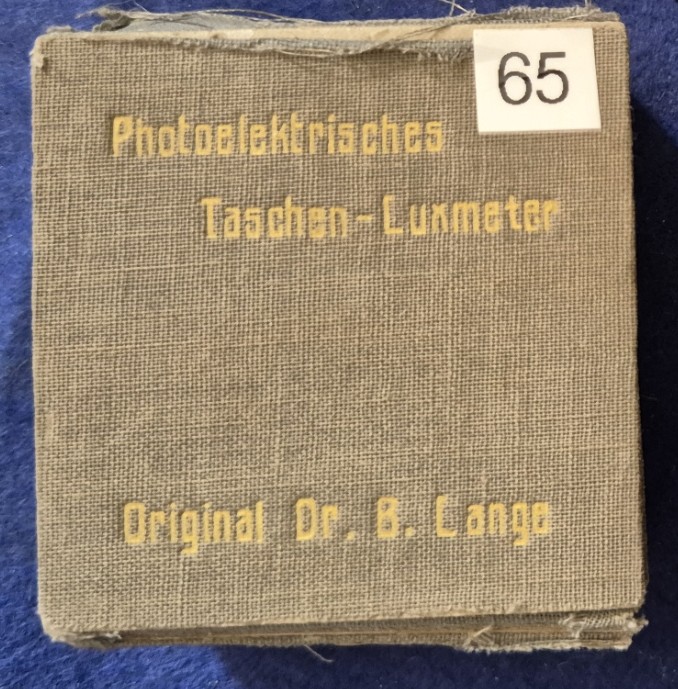 65
Photoelektrisches
Taschen-Luxmeter
Original Dr. B. Lange